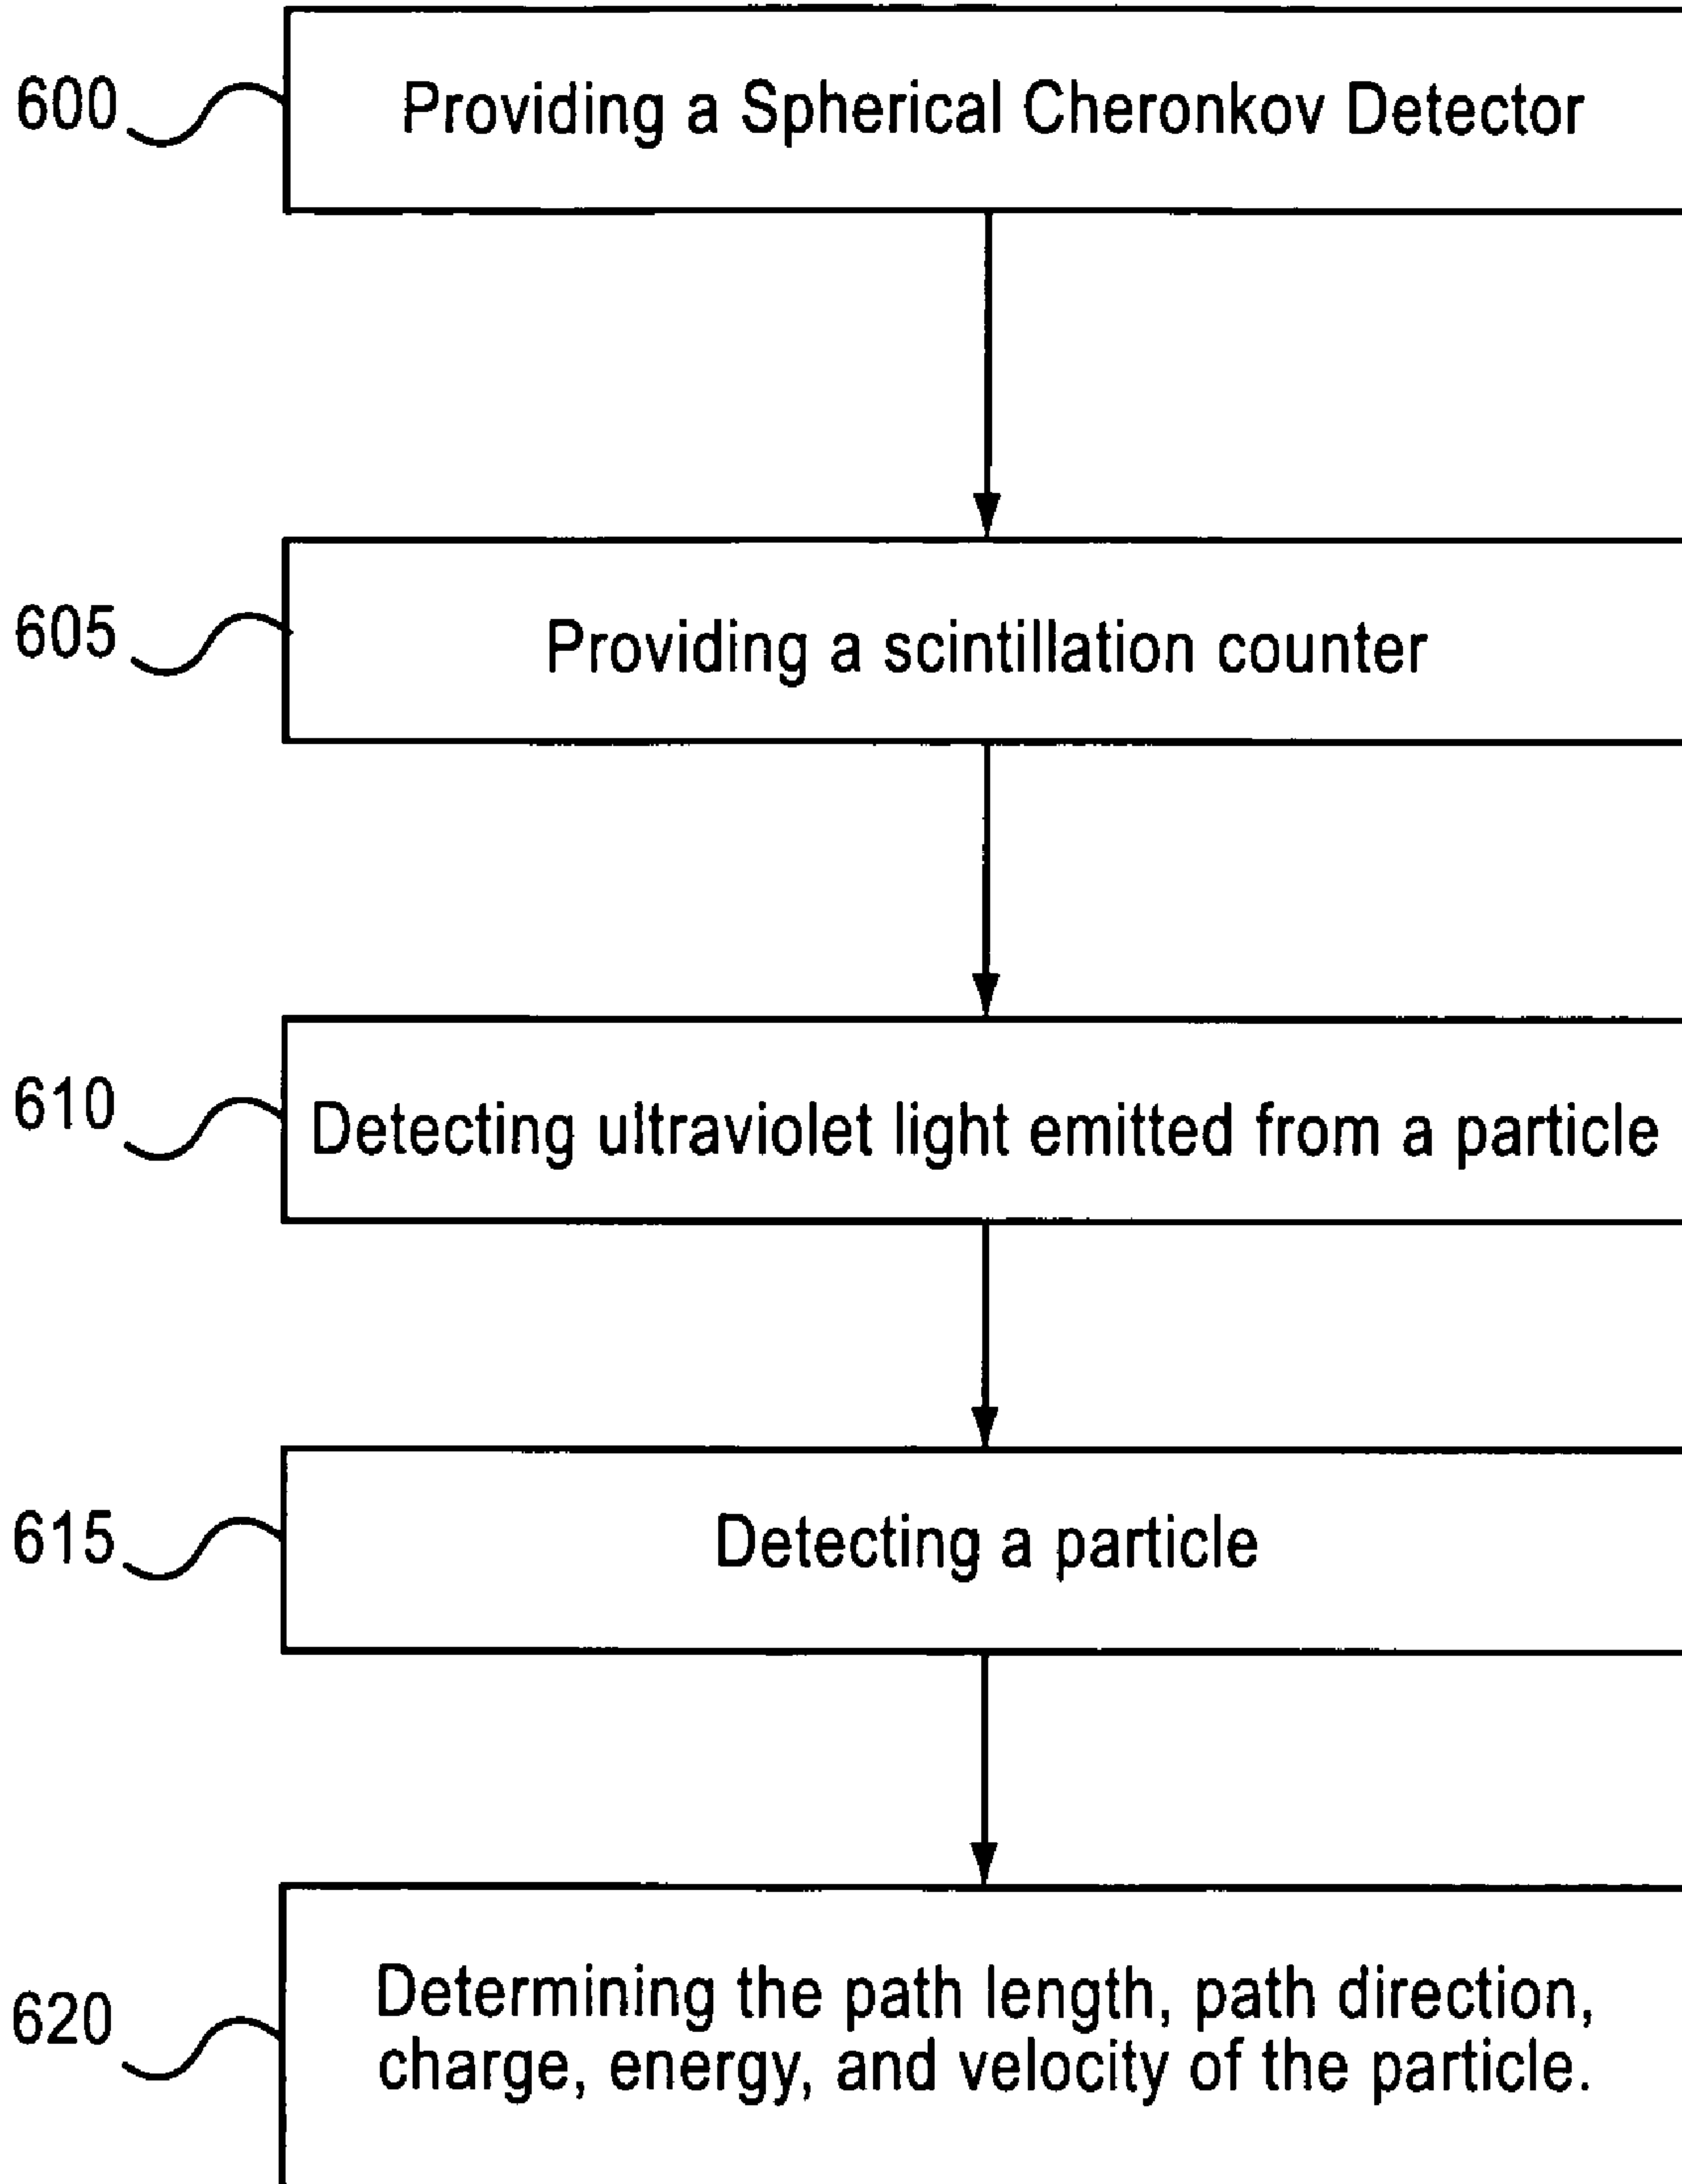 600
Providing a Spherical Cheronkov Detector
605
Providing a scintillation counter
610
Detecting ultraviolet light emitted from a particle
615
Detecting a particle
620
Determining the path length, path direction,
charge, energy, and velocity of the particle.